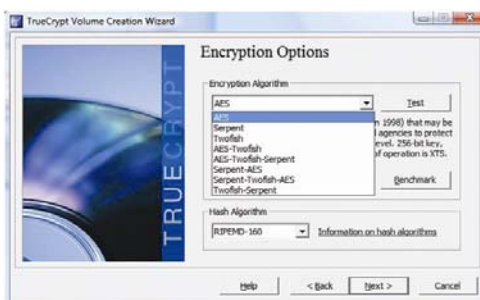 TrueCrypt Volume Creation Wizard
TRUECRYPT
Encryption Options
Encryption Algorithm
AES
Test
AES
Serpent
Twofish
AES-Twofish
AES-Twofish-Serpent
Serpent-AES
Serpent-Twofish-AES
Twofish-Serpent
n 1998) that may be
l agencies to protect
evel. 256-bit key,
of operation is XTS.
Benchmark
Hash Algorithm
RIPEMD-160
Information on hash algorithms
Help
< Back
Next >
Cancel